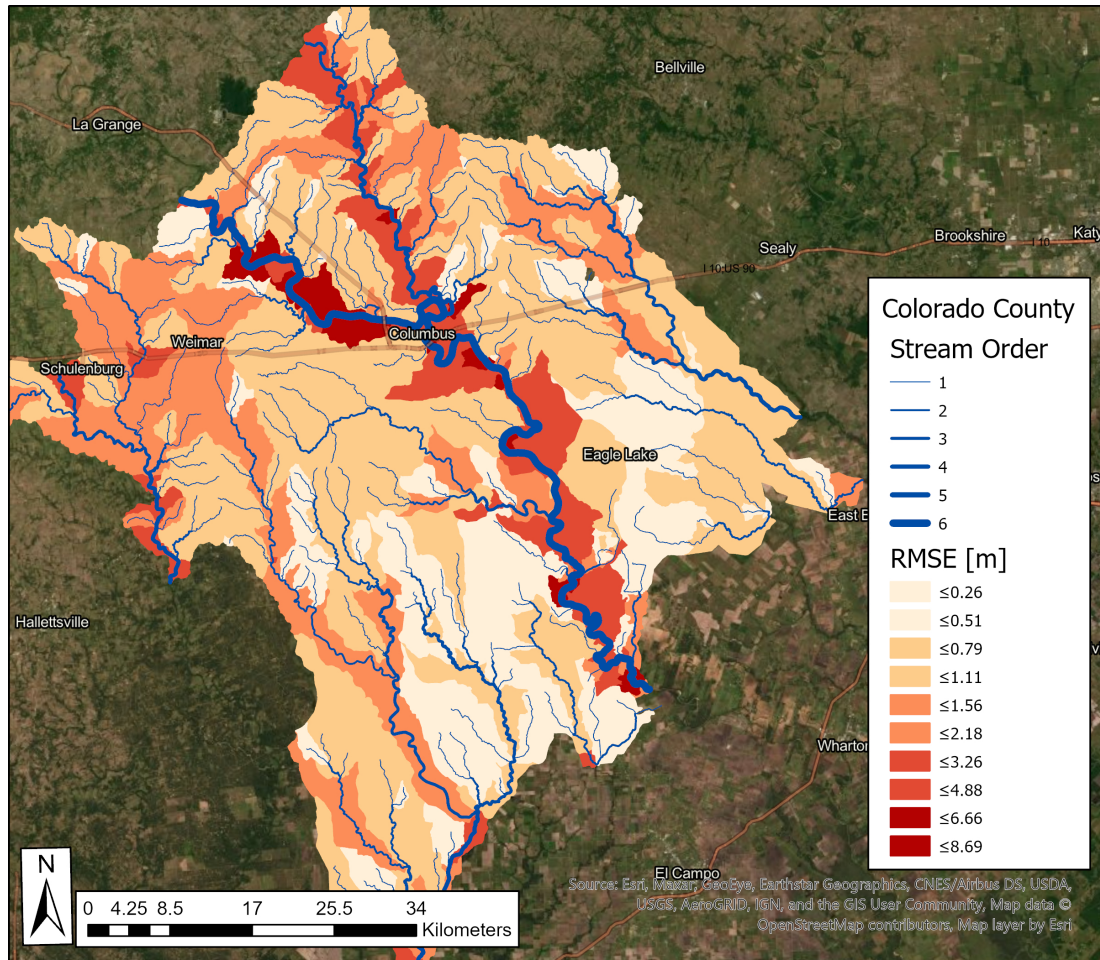 Bellville
La Grange
Sealy
Brookshire
Katy
I 10
I 10;US 90
Columbus
Weimar
Schulenburg
Eagle Lake
East B
Hallettsville
Wharton
El Campo
Colorado County
Stream Order
1
2
3
4
5
6
RMSE [m]
≤0.26
≤0.51
≤0.79
≤1.11
≤1.56
≤2.18
≤3.26
≤4.88
≤6.66
≤8.69
N
0 4.25 8.5 17 25.5 34
Kilometers
Source: Esri, Maxar, GeoEye, Earthstar Geographics, CNES/Airbus DS, USDA,
USGS, AeroGRID, IGN, and the GIS User Community, Map data ©
OpenStreetMap contributors, Map layer by Esri